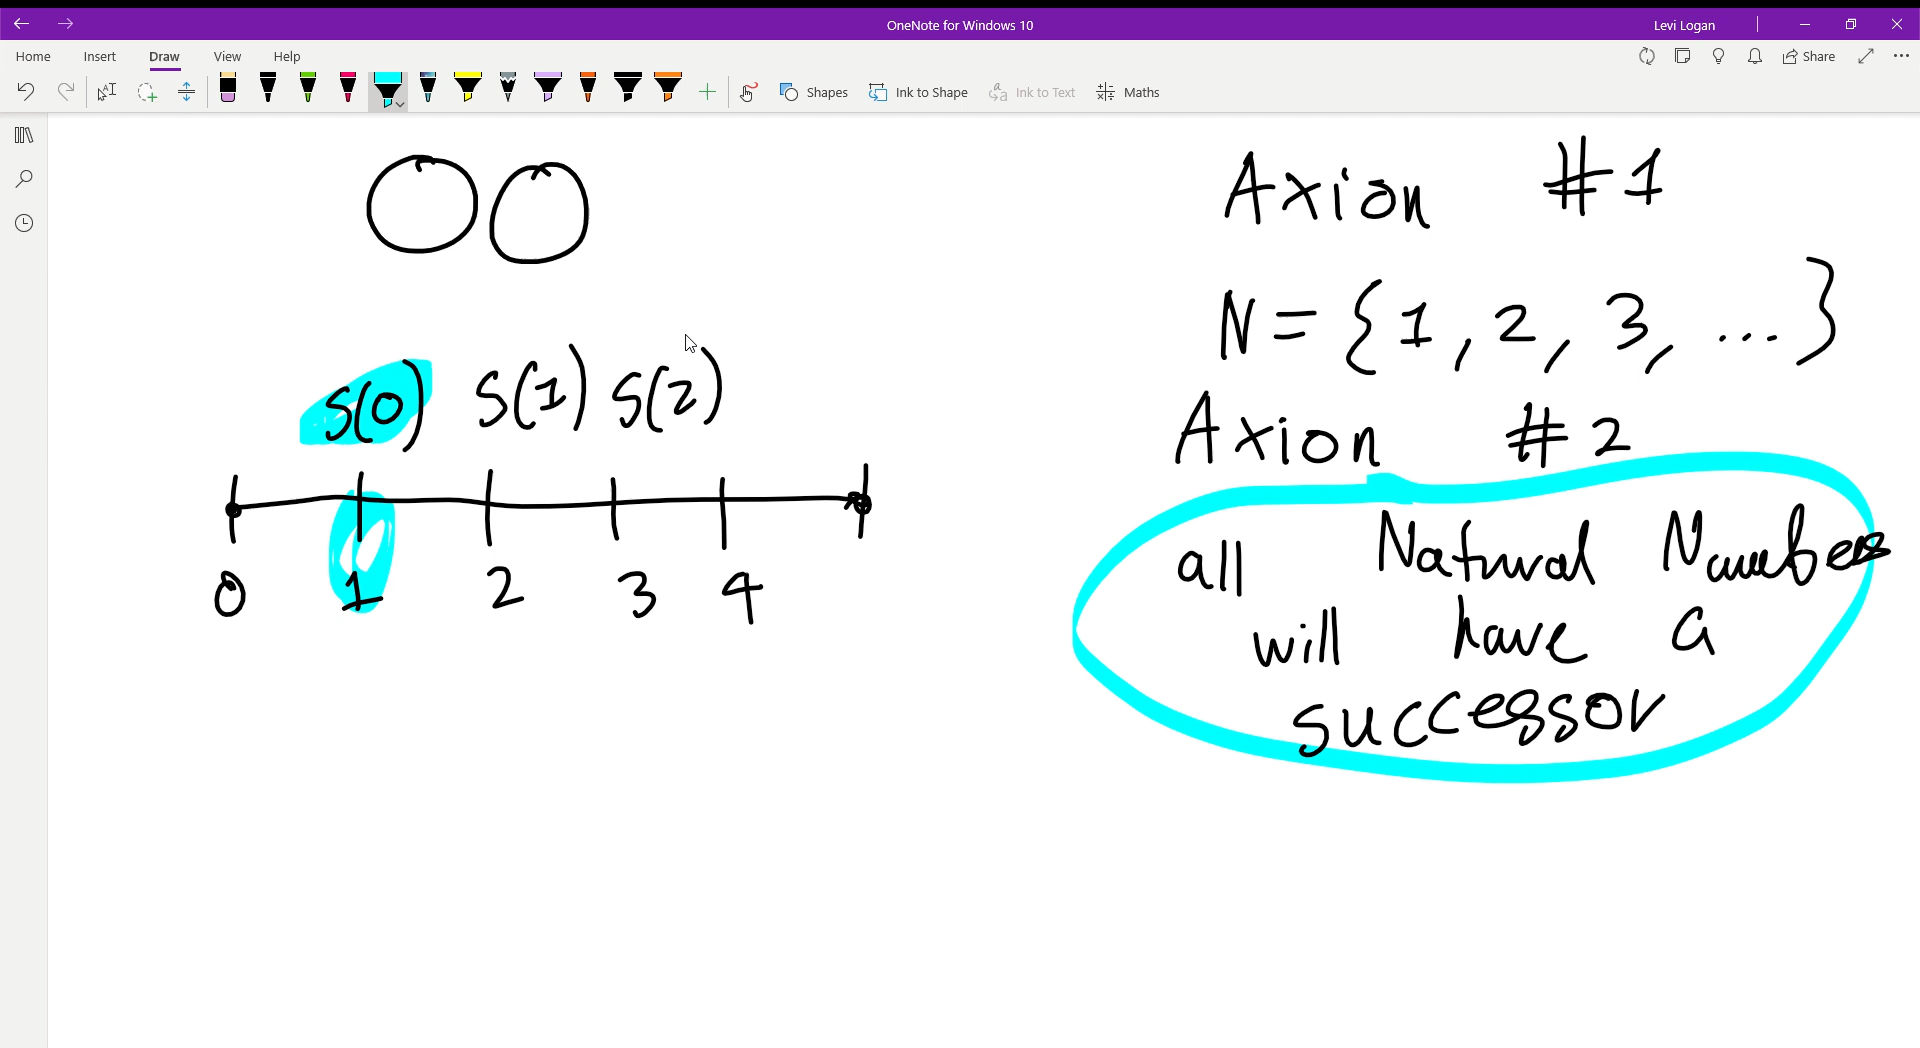 OneNote for Windows 10
Levi Logan
Home Insert Draw View Help
Share
Shapes Ink to Shape Ink to Text Maths
Axion #1
N = {1, 2, 3, ...}
S(0) S(1) S(2)
Axion #2
0 1 2 3 4
all Natural Numbers
will have a
successor